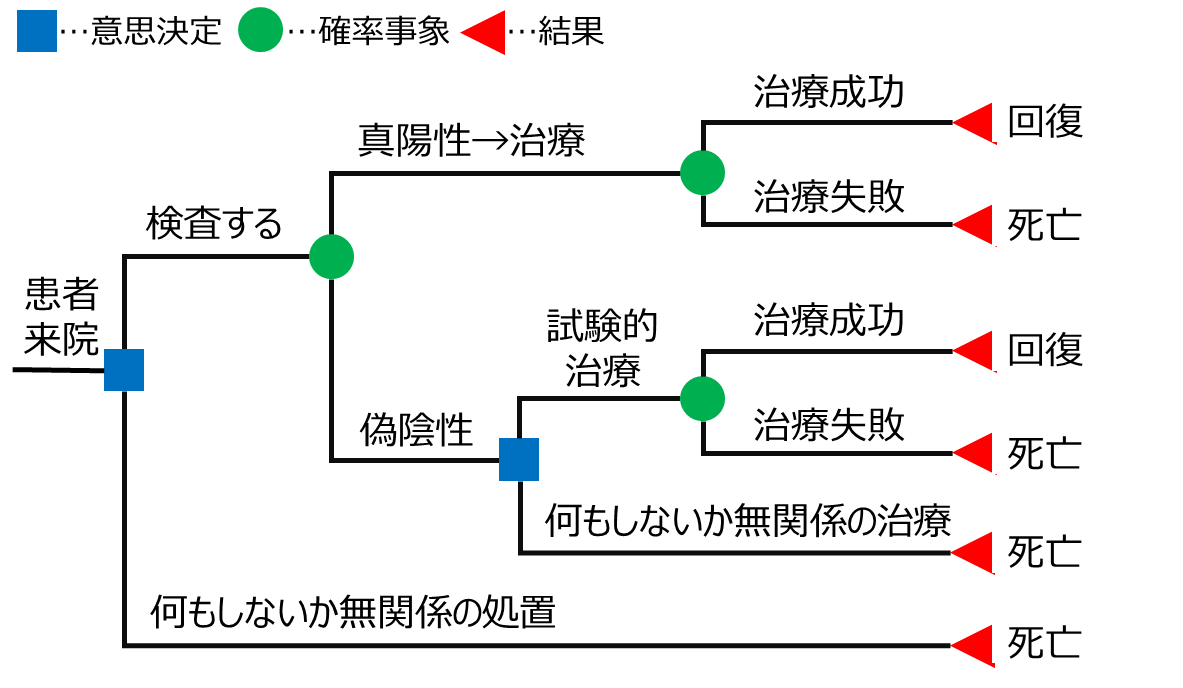 …意思決定 …確率事象 …結果
治療成功
回復
真陽性→治療
治療失敗
死亡
検査する
患者
来院
試験的
治療
治療成功
回復
偽陰性
治療失敗
死亡
何もしないか無関係の治療
死亡
何もしないか無関係の処置
死亡